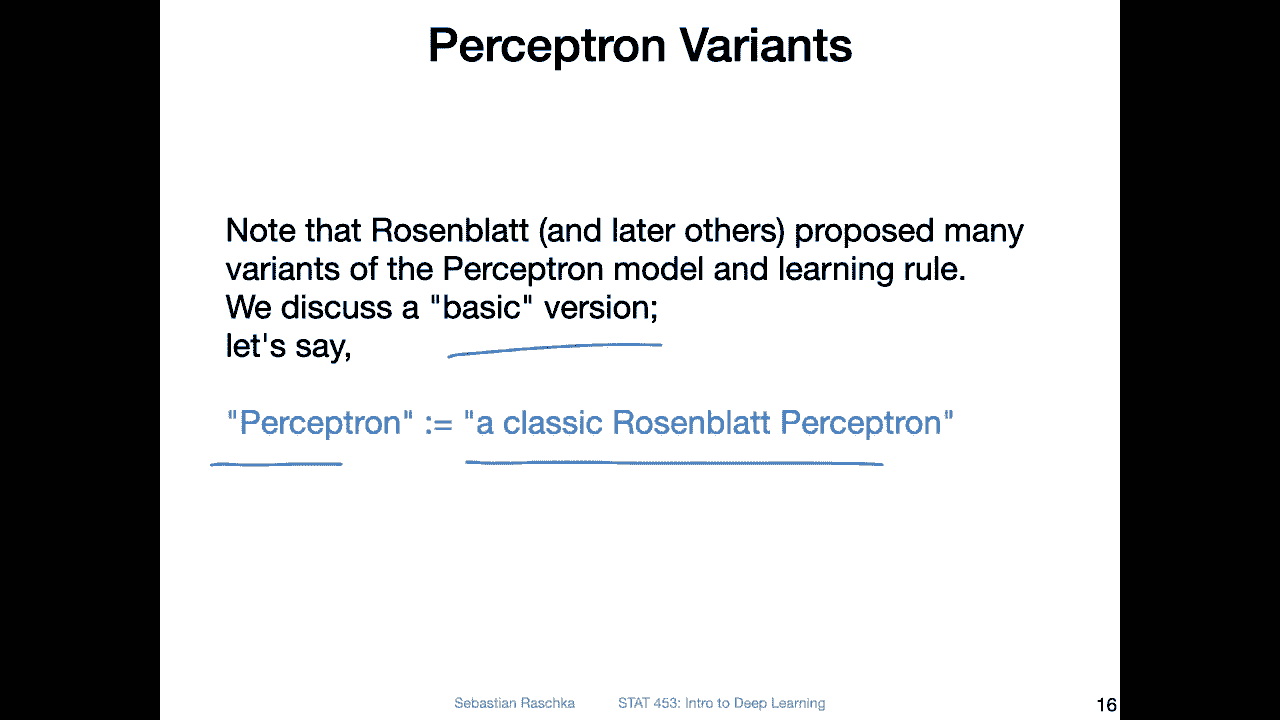 Perceptron Variants
Note that Rosenblatt (and later others) proposed many
variants of the Perceptron model and learning rule.
We discuss a "basic" version;
let's say,
"Perceptron" := "a classic Rosenblatt Perceptron"
Sebastian Raschka STAT 453: Intro to Deep Learning 16